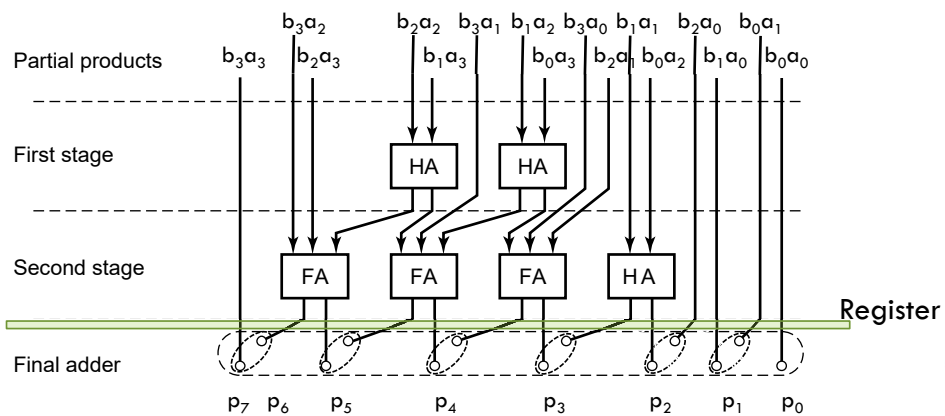 b3a2 b2a2 b3a1 b1a2 b3a0 b1a1 b2a0 b0a1
Partial products b3a3 b2a3 b1a3 b0a3 b2a1 b0a2 b1a0 b0a0
First stage HA HA
Second stage FA FA FA HA
Register
Final adder
p7 p6 p5 p4 p3 p2 p1 p0